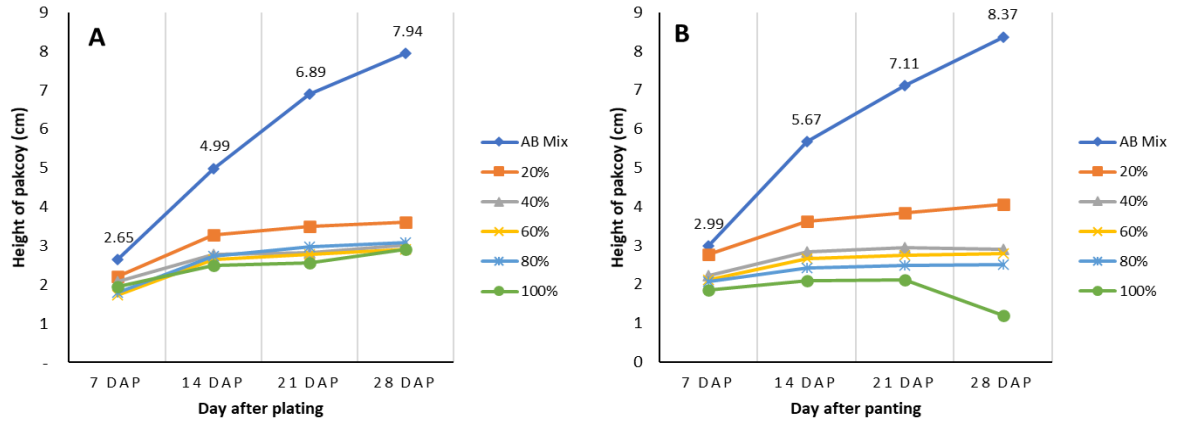 A
Height of pakcoy (cm)
9
8
7
6
5
4
3
2
1
-
2.65
4.99
6.89
7.94
7 DAP
14 DAP
21 DAP
28 DAP
Day after plating
AB Mix
20%
40%
60%
80%
100%
B
Height of pakcoy (cm)
9
8
7
6
5
4
3
2
1
0
2.99
5.67
7.11
8.37
7 DAP
14 DAP
21 DAP
28 DAP
Day after panting
AB Mix
20%
40%
60%
80%
100%